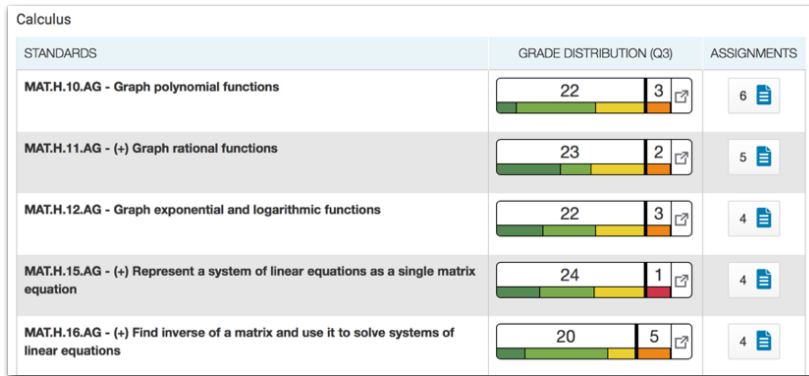 Calculus
STANDARDS GRADE DISTRIBUTION (Q3) ASSIGNMENTS
MAT.H.10.AG - Graph polynomial functions 22 3 6
MAT.H.11.AG - (+) Graph rational functions 23 2 5
MAT.H.12.AG - Graph exponential and logarithmic functions 22 3 4
MAT.H.15.AG - (+) Represent a system of linear equations as a single matrix
equation 24 1 4
MAT.H.16.AG - (+) Find inverse of a matrix and use it to solve systems of
linear equations 20 5 4